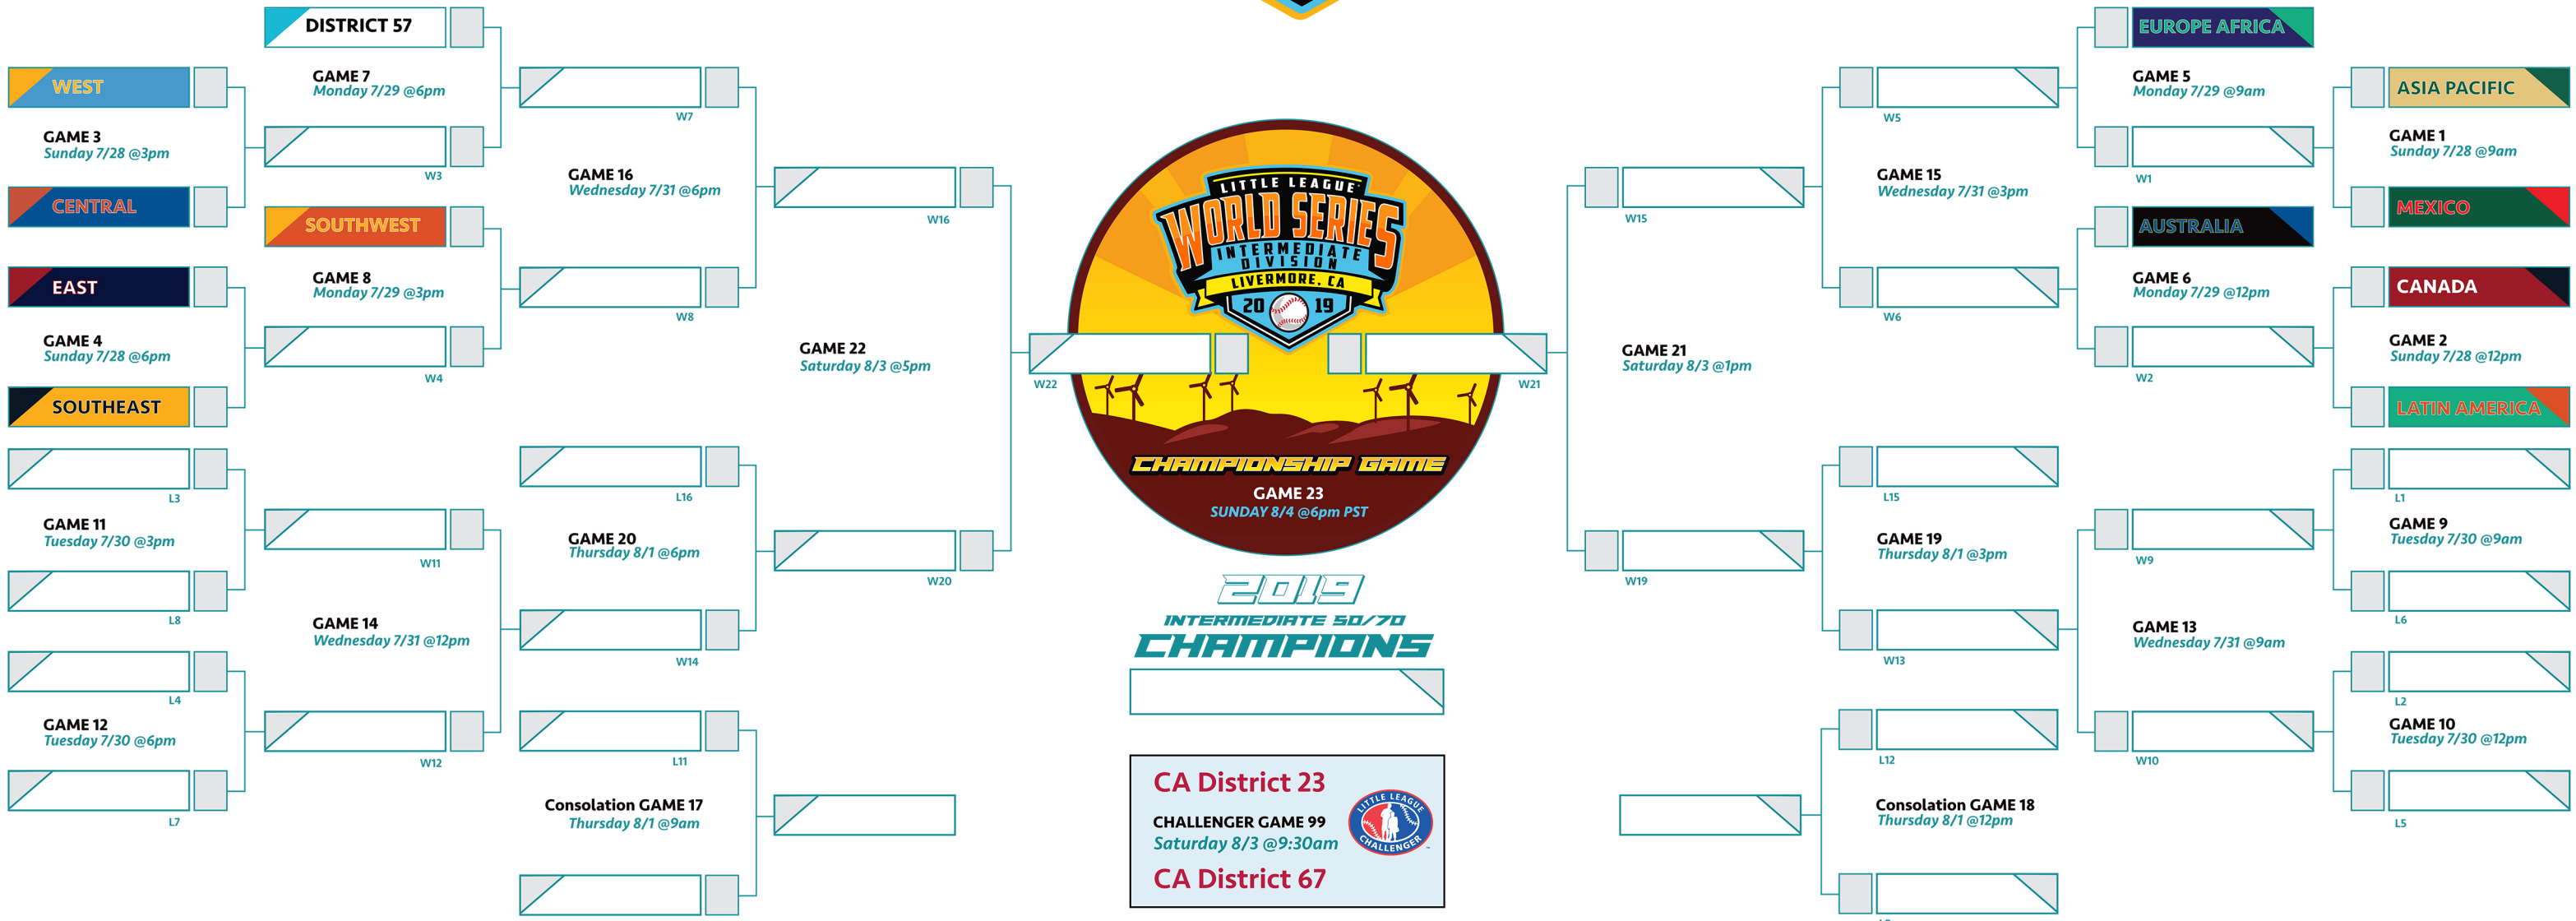 DISTRICT 57
GAME 7
Monday 7/29 @6pm
WEST
GAME 3
Sunday 7/28 @3pm
W3
CENTRAL
SOUTHWEST
GAME 8
Monday 7/29 @3pm
EAST
GAME 4
Sunday 7/28 @6pm
W4
SOUTHEAST
W7
GAME 16
Wednesday 7/31 @6pm
W8
W16
GAME 22
Saturday 8/3 @5pm
W22
L3
GAME 11
Tuesday 7/30 @3pm
L8
L4
GAME 12
Tuesday 7/30 @6pm
L7
W11
GAME 14
Wednesday 7/31 @12pm
W12
L16
GAME 20
Thursday 8/1 @6pm
W14
W20
L11
Consolation GAME 17
Thursday 8/1 @9am
LITTLE LEAGUE
WORLD SERIES
INTERMEDIATE
DIVISION
LIVERMORE, CA
20 19
CHAMPIONSHIP GAME
GAME 23
SUNDAY 8/4 @6pm PST
2019
INTERMEDIATE 50/70
CHAMPIONS
CA District 23
CHALLENGER GAME 99
Saturday 8/3 @9:30am
CA District 67
LITTLE LEAGUE
CHALLENGER
EUROPE AFRICA
GAME 5
Monday 7/29 @9am
W1
ASIA PACIFIC
GAME 1
Sunday 7/28 @9am
MEXICO
AUSTRALIA
GAME 6
Monday 7/29 @12pm
W2
CANADA
GAME 2
Sunday 7/28 @12pm
LATIN AMERICA
W5
GAME 15
Wednesday 7/31 @3pm
W6
W15
GAME 21
Saturday 8/3 @1pm
W21
W19
L15
GAME 19
Thursday 8/1 @3pm
W13
W9
GAME 13
Wednesday 7/31 @9am
W10
L1
GAME 9
Tuesday 7/30 @9am
L6
L2
GAME 10
Tuesday 7/30 @12pm
L5
L12
Consolation GAME 18
Thursday 8/1 @12pm